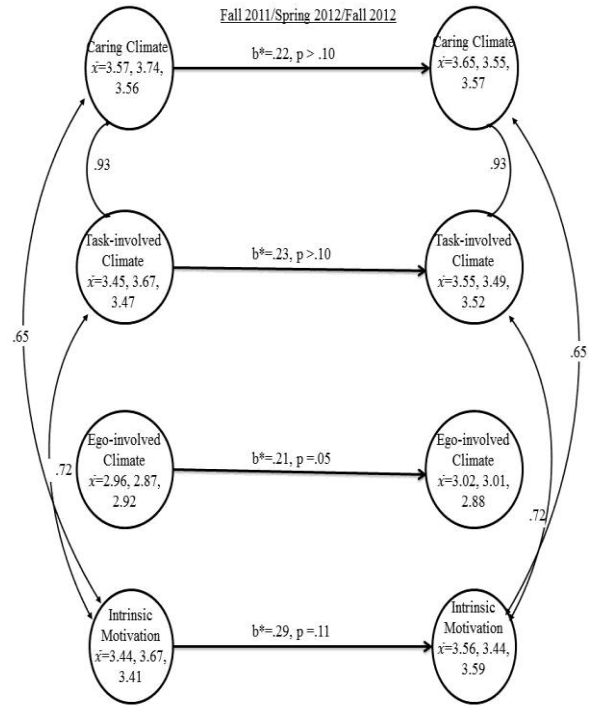 Fall 2011/Spring 2012/Fall 2012
Caring Climate
x̄=3.57, 3.74,
3.56
b*=.22, p > .10
Caring Climate
x̄=3.65, 3.55,
3.57
.93
.93
Task-involved
Climate
x̄=3.45, 3.67,
3.47
b*=.23, p >.10
Task-involved
Climate
x̄=3.55, 3.49,
3.52
.65
.65
Ego-involved
Climate
x̄=2.96, 2.87,
2.92
b*=.21, p =.05
Ego-involved
Climate
x̄=3.02, 3.01,
2.88
.72
.72
Intrinsic
Motivation
x̄=3.44, 3.67,
3.41
b*=.29, p =.11
Intrinsic
Motivation
x̄=3.56, 3.44,
3.59